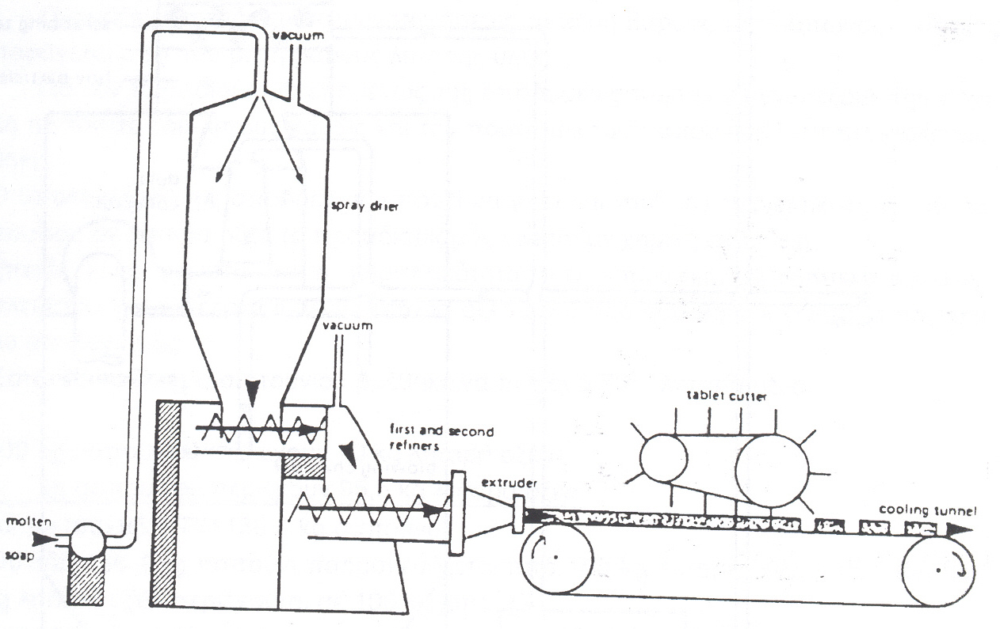 vacuum
spray drier
vacuum
first and second
refiners
tablet cutter
extruder
cooling tunnel
molten
soap